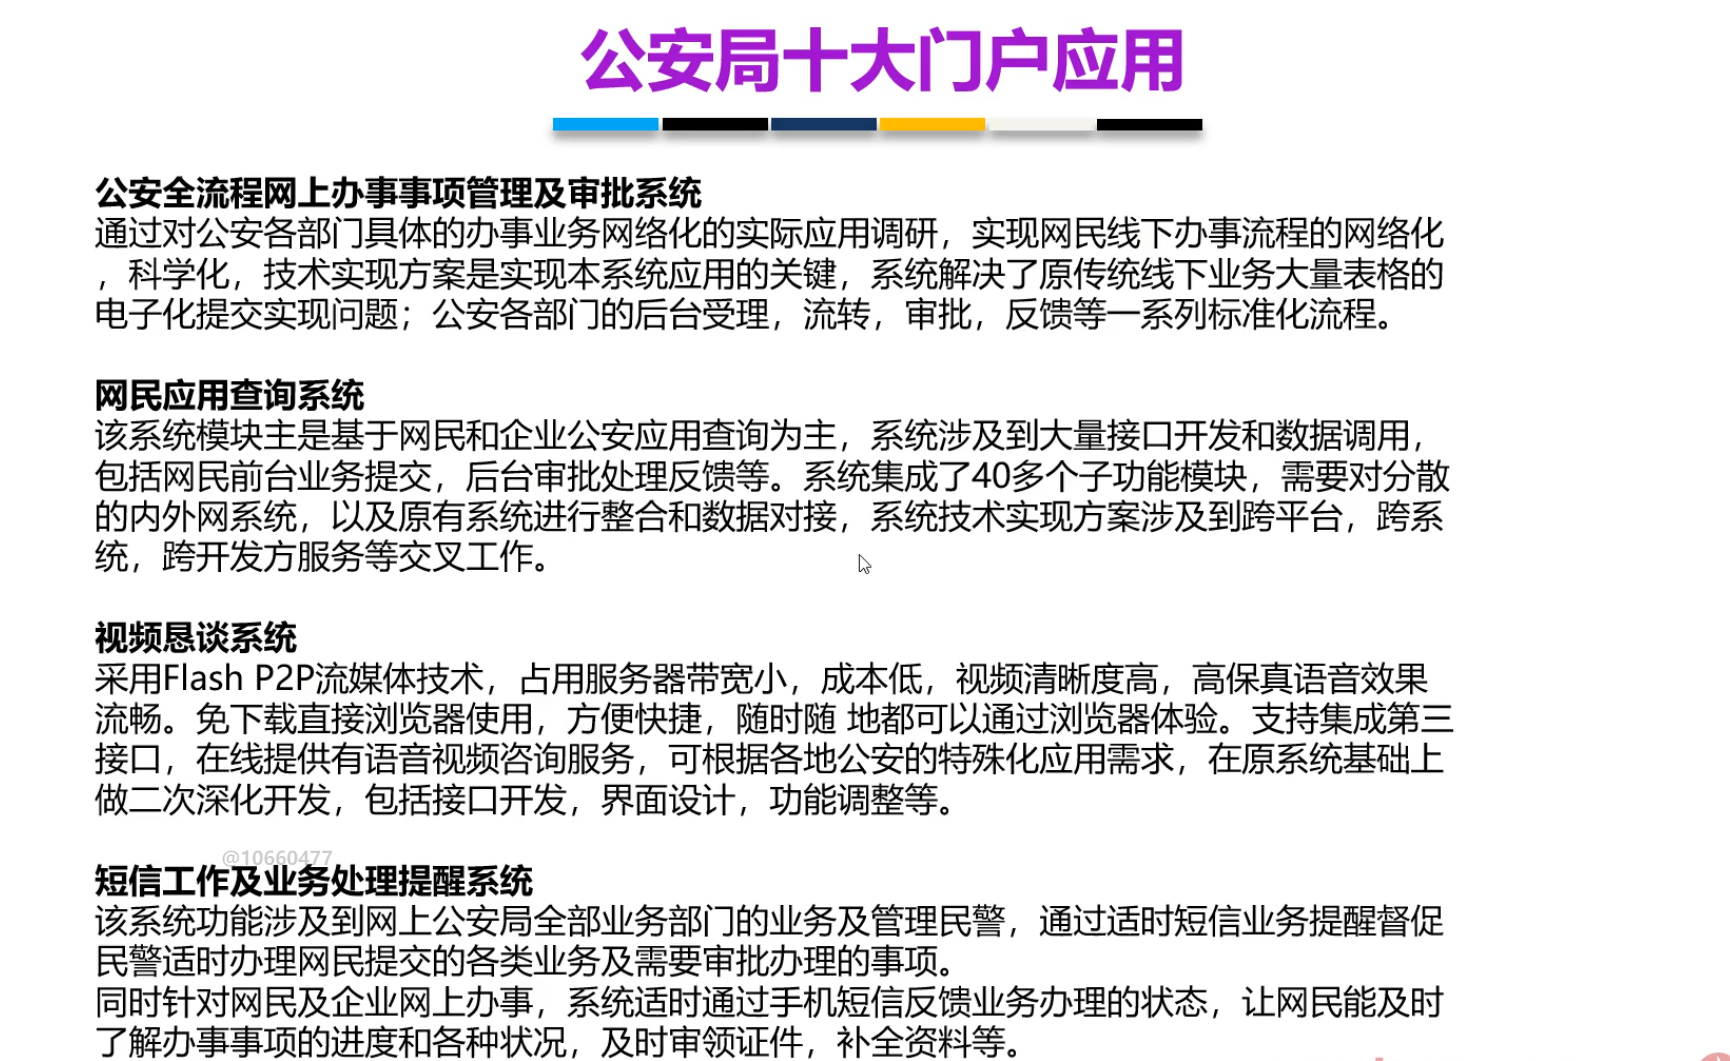 公安局十大门户应用
公安全流程网上办事事项管理及审批系统
通过对公安各部门具体的办事业务网络化的实际应用调研，实现网民线下办事流程的网络化
，科学化，技术实现方案是实现本系统应用的关键，系统解决了原传统线下业务大量表格的
电子化提交实现问题；公安各部门的后台受理，流转，审批，反馈等一系列标准化流程。
网民应用查询系统
该系统模块主是基于网民和企业公安应用查询为主，系统涉及到大量接口开发和数据调用，
包括网民前台业务提交，后台审批处理反馈等。系统集成了40多个子功能模块，需要对分散
的内外网系统，以及原有系统进行整合和数据对接，系统技术实现方案涉及到跨平台，跨系
统，跨开发方服务等交叉工作。
视频恳谈系统
采用Flash P2P流媒体技术，占用服务器带宽小，成本低，视频清晰度高，高保真语音效果
流畅。免下载直接浏览器使用，方便快捷，随时随 地都可以通过浏览器体验。支持集成第三
接口，在线提供有语音视频咨询服务，可根据各地公安的特殊化应用需求，在原系统基础上
做二次深化开发，包括接口开发，界面设计，功能调整等。
@10660477
短信工作及业务处理提醒系统
该系统功能涉及到网上公安局全部业务部门的业务及管理民警，通过适时短信业务提醒督促
民警适时办理网民提交的各类业务及需要审批办理的事项。
同时针对网民及企业网上办事，系统适时通过手机短信反馈业务办理的状态，让网民能及时
了解办事事项的进度和各种状况，及时审领证件，补全资料等。